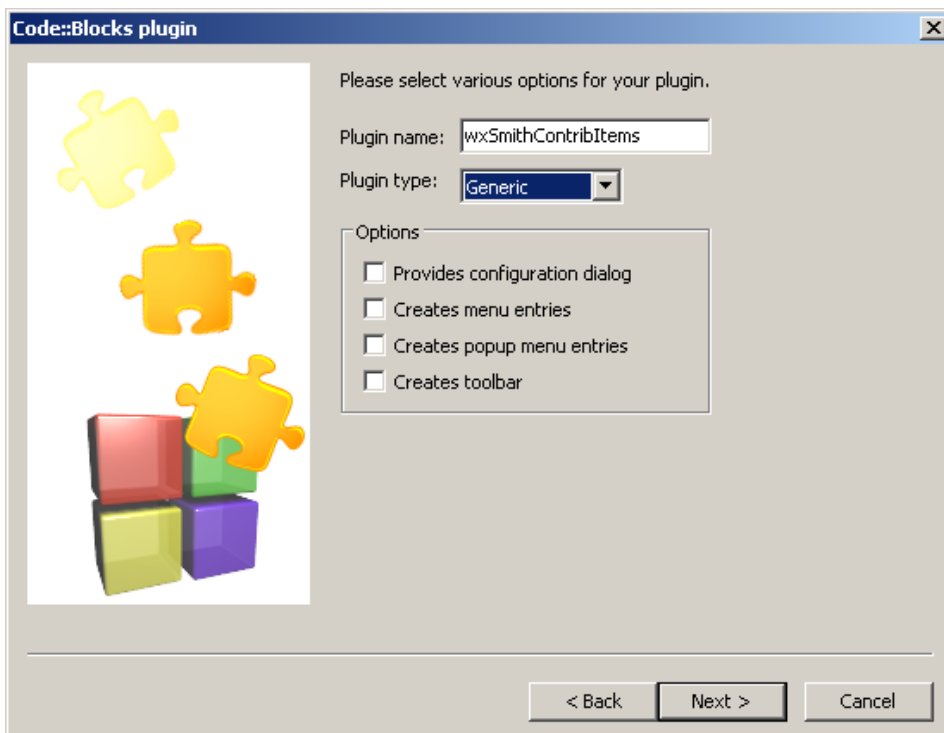 Code::Blocks plugin
Please select various options for your plugin.
Plugin name: wxSmithContribItems
Plugin type: Generic
Options
Provides configuration dialog
Creates menu entries
Creates popup menu entries
Creates toolbar
< Back Next > Cancel